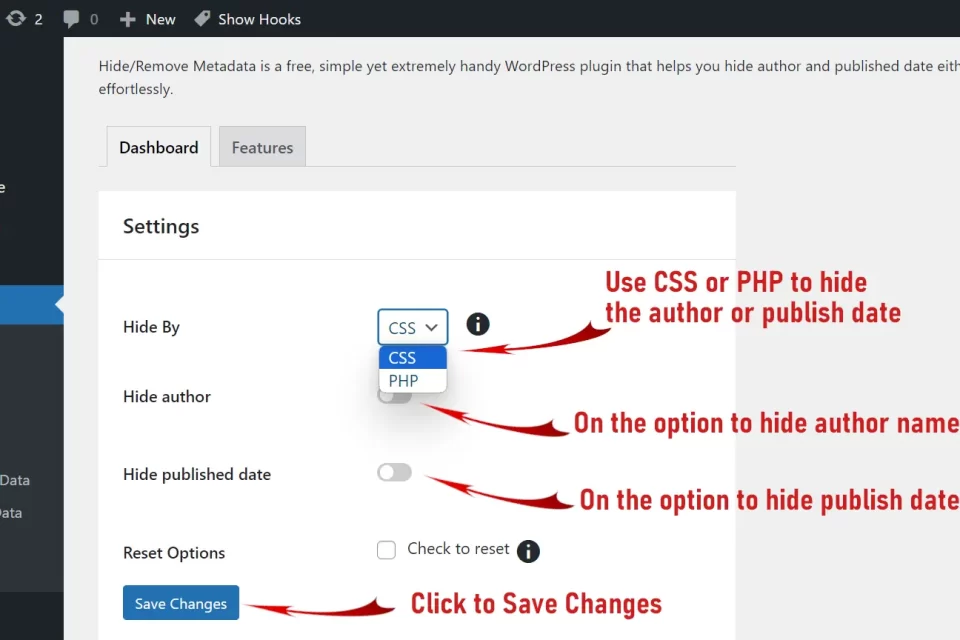 2 0 New Show Hooks
Hide/Remove Metadata is a free, simple yet extremely handy WordPress plugin that helps you hide author and published date eith
effortlessly.
Dashboard Features
e
Settings
Use CSS or PHP to hide
the author or publish date
Hide By CSS
CSS
PHP
Hide author
On the option to hide author name
Hide published date
Data
On the option to hide publish date
ata
Reset Options Check to reset
Save Changes Click to Save Changes